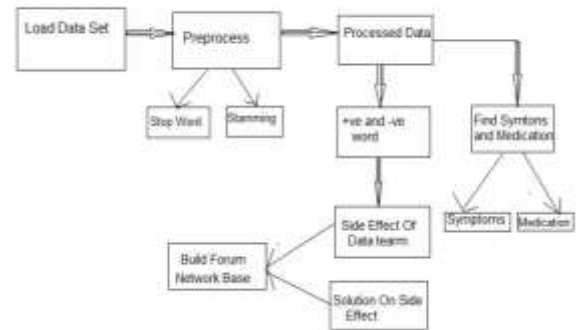 Load Data Set
Preprocess
Processed Data
Stop Word
Stamming
+ve and -ve
word
Find Symtons
and Medication
Symptoms
Medication
Side Effect Of
Data tearm
Build Forum
Network Base
Solution On Side
Effect